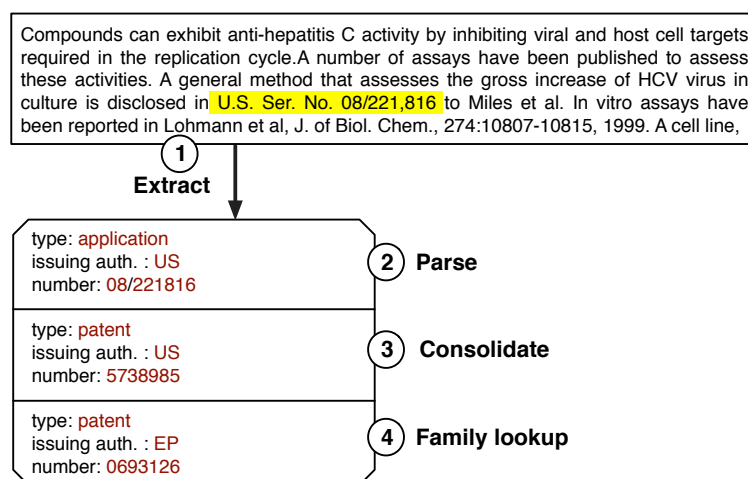 Compounds can exhibit anti-hepatitis C activity by inhibiting viral and host cell targets
required in the replication cycle.A number of assays have been published to assess
these activities. A general method that assesses the gross increase of HCV virus in
culture is disclosed in U.S. Ser. No. 08/221,816 to Miles et al. In vitro assays have
been reported in Lohmann et al, J. of Biol. Chem., 274:10807-10815, 1999. A cell line,
1
Extract
type: application
issuing auth. : US
number: 08/221816
2 Parse
type: patent
issuing auth. : US
number: 5738985
3 Consolidate
type: patent
issuing auth. : EP
number: 0693126
4 Family lookup